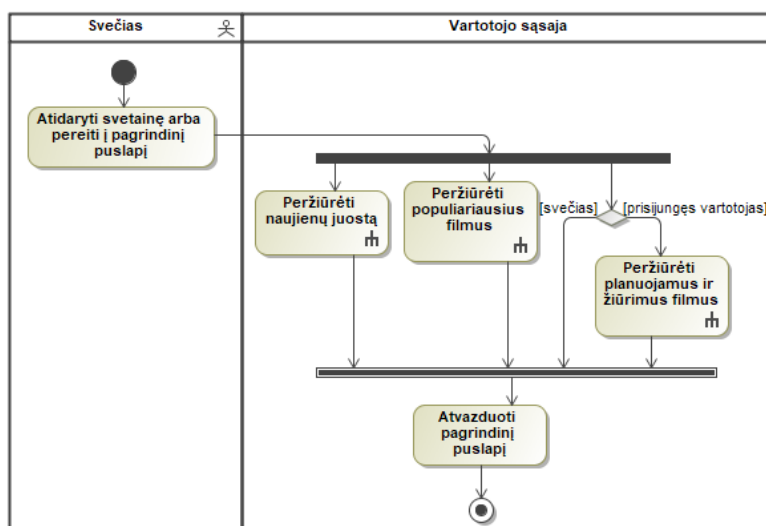 Svečias
Vartotojo sąsaja
Atidaryti svetainę arba
pereiti į pagrindinį
puslapį
Peržiūrėti
naujienų juostą
Peržiūrėti
populiariausius
filmus
[svečias]
[prisijungęs vartotojas]
Peržiūrėti
planuojamus ir
žiūrimus filmus
Atvazduoti
pagrindinį
puslapį